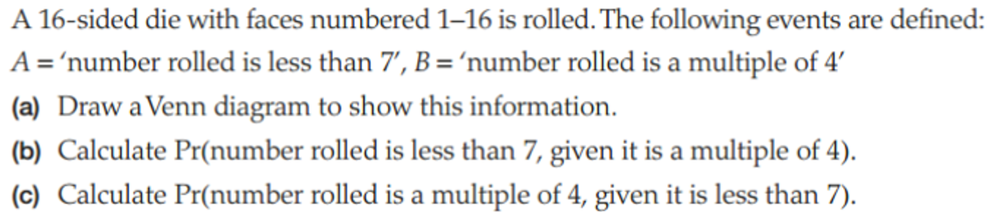 A 16-sided die with faces numbered 1–16 is rolled. The following events are defined:
A = ‘number rolled is less than 7’, B = ‘number rolled is a multiple of 4’
(a) Draw a Venn diagram to show this information.
(b) Calculate Pr(number rolled is less than 7, given it is a multiple of 4).
(c) Calculate Pr(number rolled is a multiple of 4, given it is less than 7).